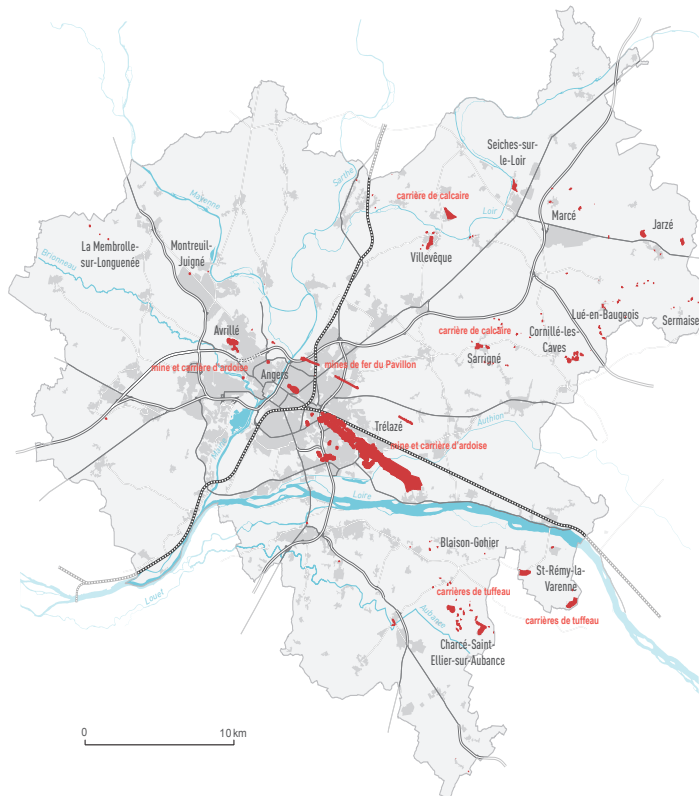 Seiches-sur-
le-Loir
Mayenne
Sarthe
carrière de calcaire
Loir
Marcé
Jarzé
La Membrolle-
sur-Longuenée
Montreuil-
Juigné
Villevêque
Brionneau
Lué-en-Baugeois
Sermaise
Avrillé
carrière de calcaire
Cornillé-les-
Caves
Sarrigné
mine et carrière d'ardoise
Angers
mines de fer du Pavillon
Trélazé
Authion
mine et carrière d'ardoise
Maine
Loire
Blaison-Gohier
St-Rémy-la-
Varenne
carrières de tuffeau
Louet
Aubance
carrières de tuffeau
Charcé-Saint-
Ellier-sur-Aubance
0
10 km